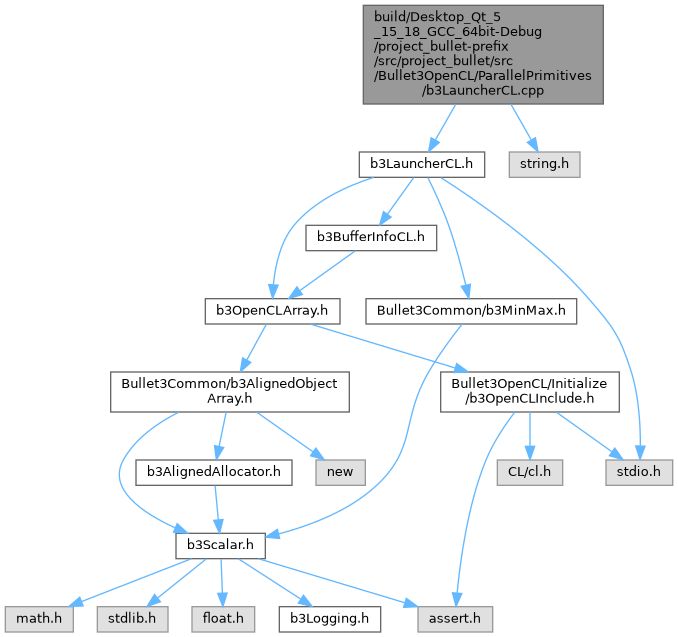 build/Desktop_Qt_5
_15_18_GCC_64bit-Debug
/project_bullet-prefix
/src/project_bullet/src
/Bullet3OpenCL/ParallelPrimitives
/b3LauncherCL.cpp
b3LauncherCL.h
string.h
b3BufferInfoCL.h
b3OpenCLArray.h
Bullet3Common/b3MinMax.h
Bullet3Common/b3AlignedObject
Array.h
Bullet3OpenCL/Initialize
/b3OpenCLInclude.h
b3AlignedAllocator.h
new
CL/cl.h
stdio.h
b3Scalar.h
math.h
stdlib.h
float.h
b3Logging.h
assert.h